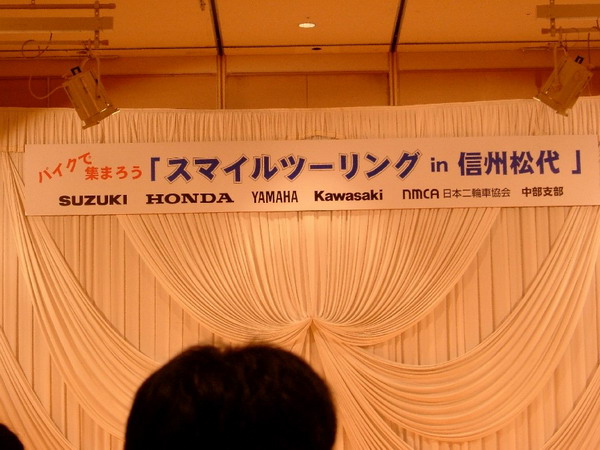 バイクで
集まろう
「スマイルツーリング in 信州松代」
SUZUKI HONDA YAMAHA Kawasaki NMCA 日本二輪車協会 中部支部